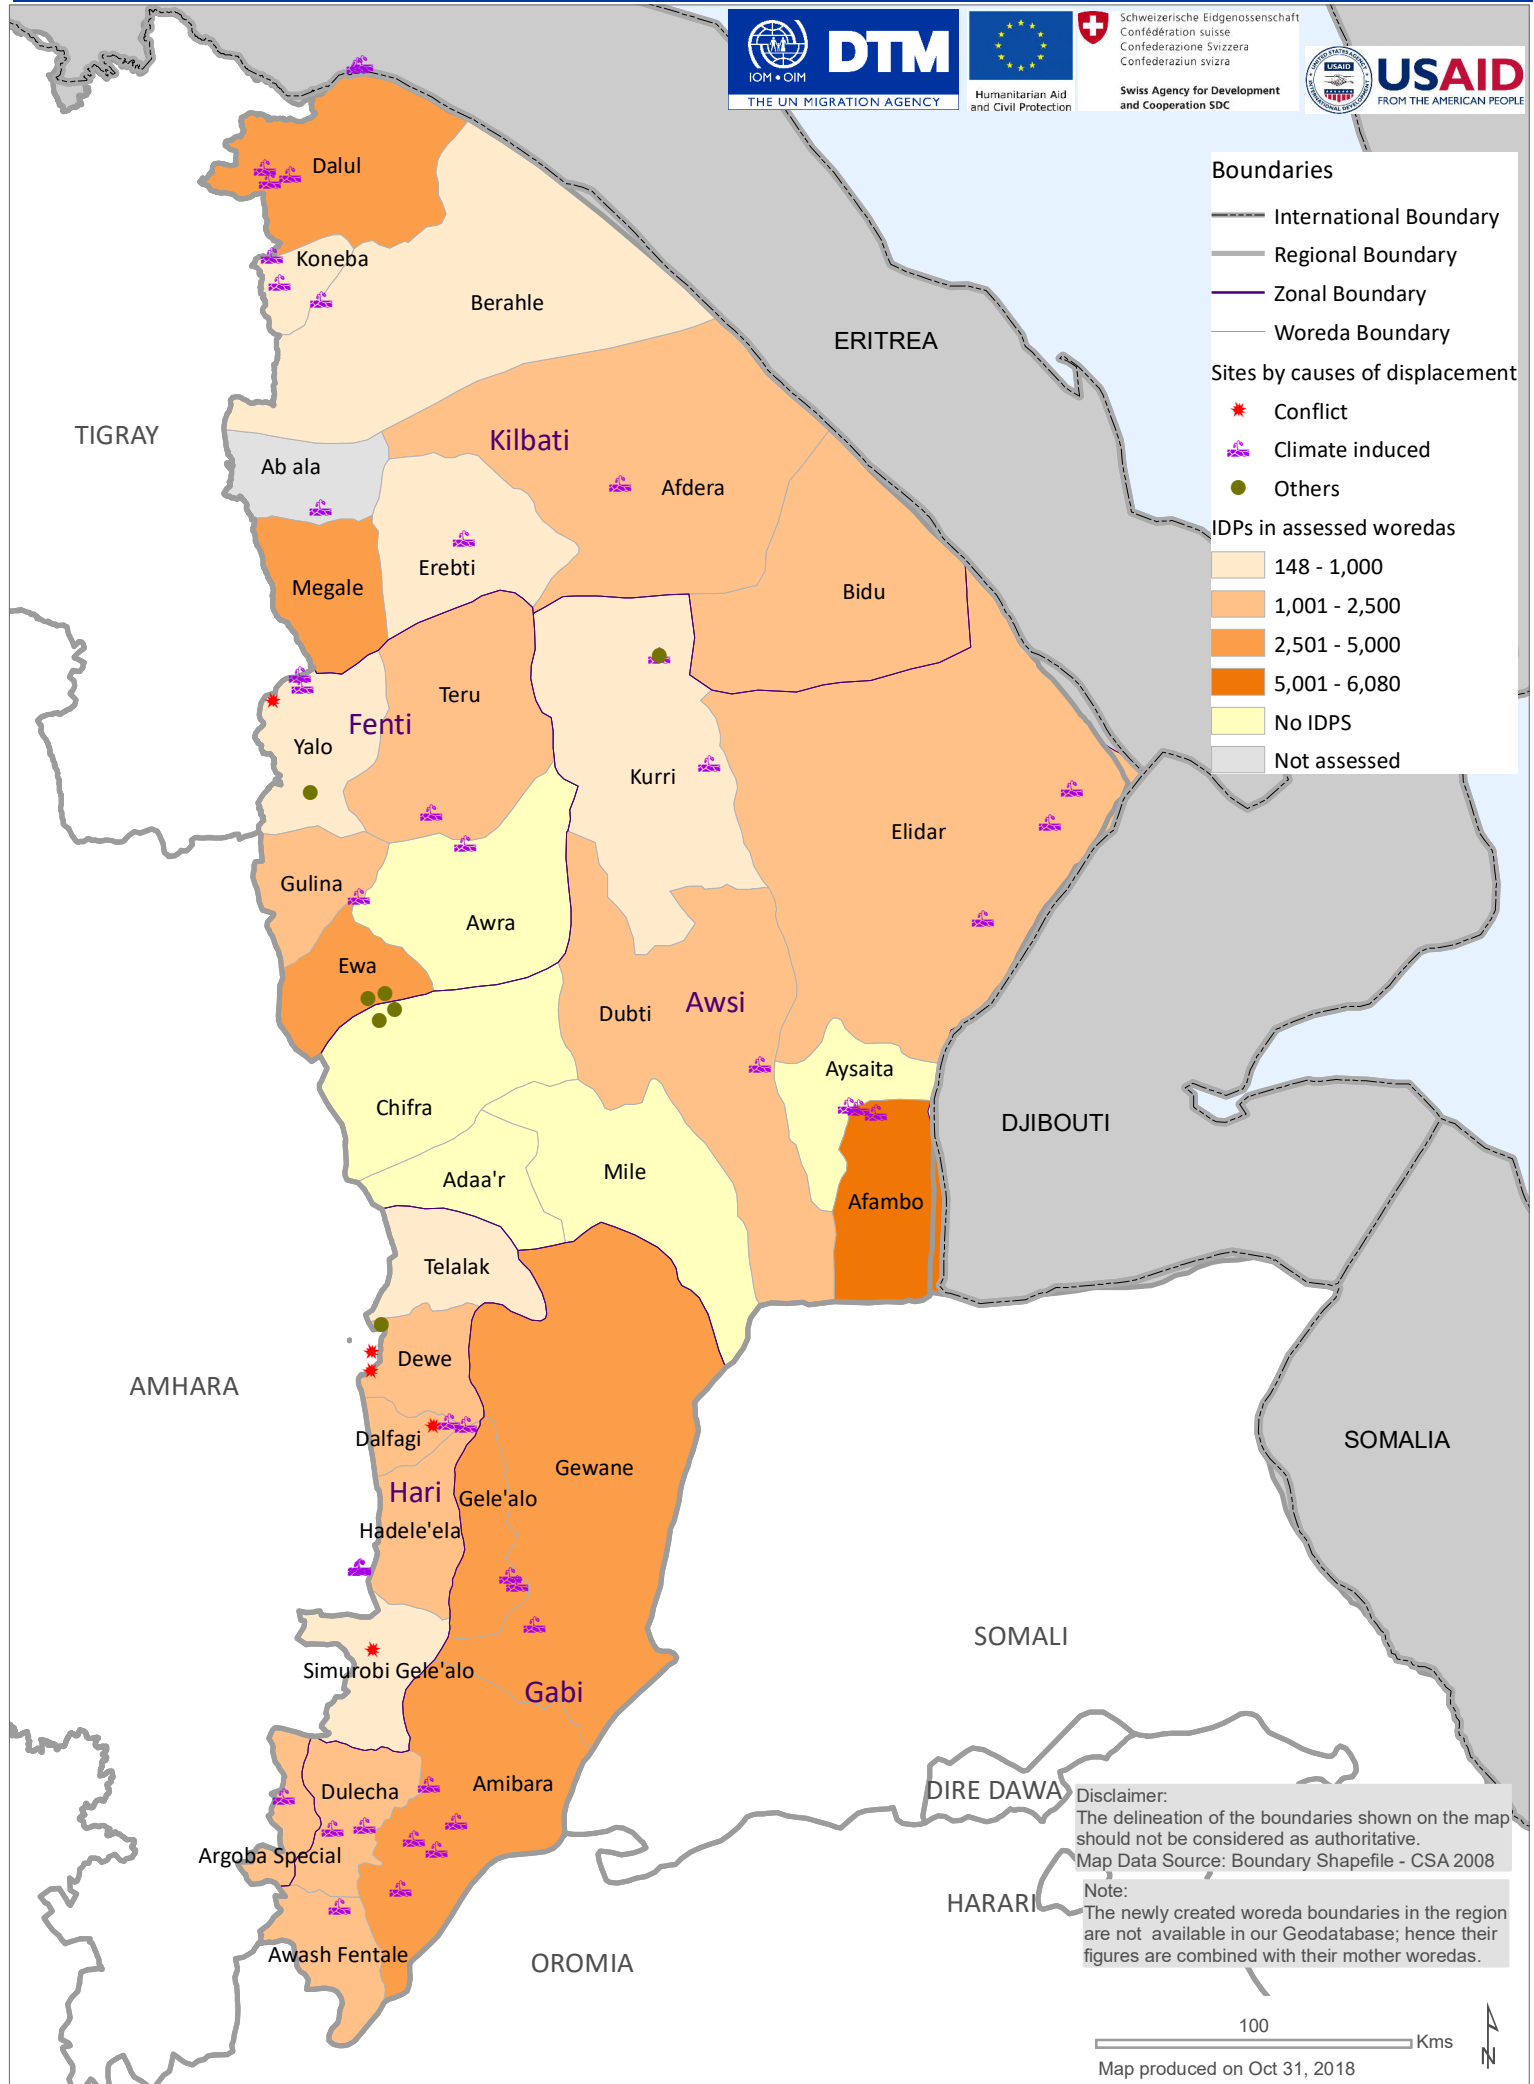 IOM • OIM
DTM
THE UN MIGRATION AGENCY
Humanitarian Aid
and Civil Protection
Schweizerische Eidgenossenschaft
Confédération suisse
Confederazione Svizzera
Confederaziun svizra
Swiss Agency for Development
and Cooperation SDC
UNITED STATES AGENCY
USAID
INTERNATIONAL DEVELOPMENT
USAID
FROM THE AMERICAN PEOPLE
Boundaries
International Boundary
Regional Boundary
Zonal Boundary
Woreda Boundary
Sites by causes of displacement
Conflict
Climate induced
Others
IDPs in assessed woredas
148 - 1,000
1,001 - 2,500
2,501 - 5,000
5,001 - 6,080
No IDPS
Not assessed
Dalul
Koneba
Berahle
ERITREA
TIGRAY
Kilbati
Ab ala
Afdera
Erebti
Megale
Bidu
Teru
Fenti
Yalo
Kurri
Elidar
Gulina
Awra
Ewa
Dubti
Awsi
Aysaita
Chifra
DJIBOUTI
Mile
Adaa'r
Afambo
Telalak
Dewe
AMHARA
Dalfagi
SOMALIA
Gewane
Hari
Gele'alo
Hadele'ela
SOMALI
Simurobi Gele'alo
Gabi
Amibara
Dulecha
DIRE DAWA
Argoba Special
HARARI
Awash Fentale
OROMIA
Disclaimer:
The delineation of the boundaries shown on the map
should not be considered as authoritative.
Map Data Source: Boundary Shapefile - CSA 2008
Note:
The newly created woreda boundaries in the region
are not available in our Geodatabase; hence their
figures are combined with their mother woredas.
100
Kms
N
Map produced on Oct 31, 2018